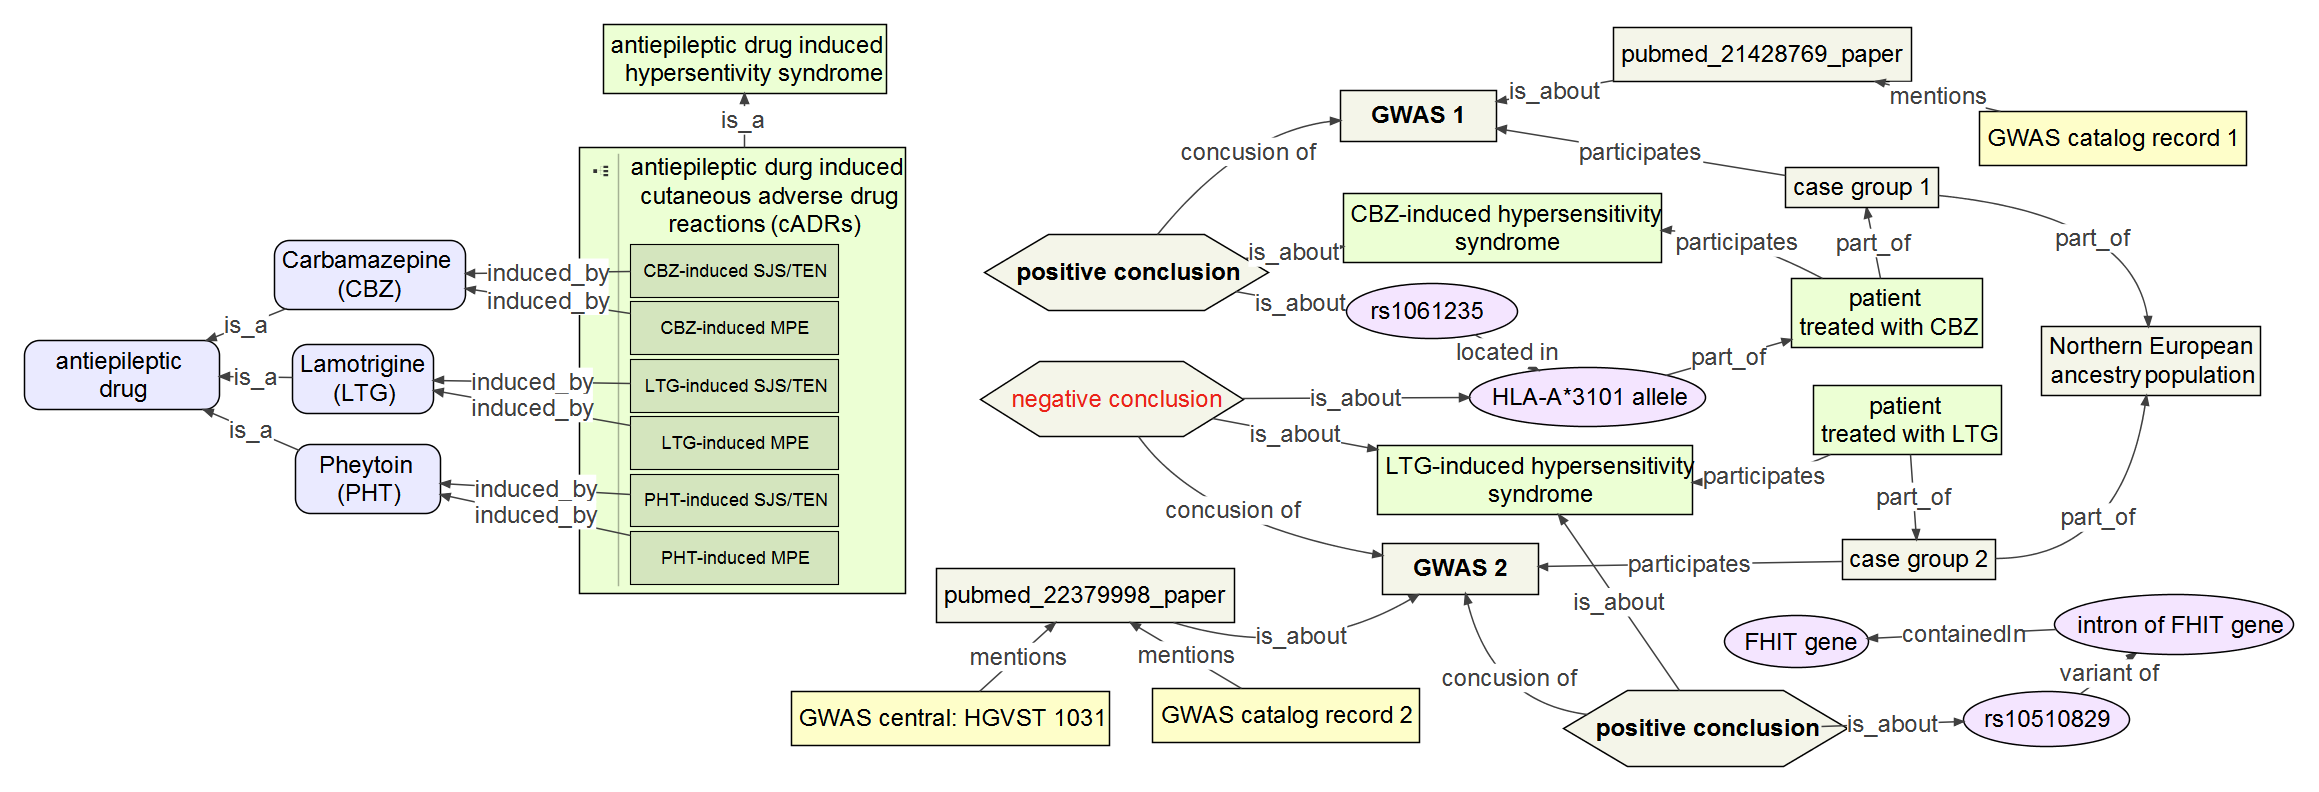 antiepileptic drug induced
hypersentivity syndrome
is_a
antiepileptic durg induced
cutaneous adverse drug
reactions (cADRs)
CBZ-induced SJS/TEN
CBZ-induced MPE
LTG-induced SJS/TEN
LTG-induced MPE
PHT-induced SJS/TEN
PHT-induced MPE
induced_by
induced_by
induced_by
induced_by
induced_by
induced_by
Carbamazepine
(CBZ)
Lamotrigine
(LTG)
Pheytoin
(PHT)
is_a
is_a
is_a
antiepileptic
drug
pubmed_21428769_paper
is_about
mentions
GWAS 1
GWAS catalog record 1
concusion of
participates
case group 1
CBZ-induced hypersensitivity
syndrome
participates
part_of
part_of
positive conclusion
is_about
is_about
rs1061235
patient
treated with CBZ
located in
part_of
Northern European
ancestry population
negative conclusion
is_about
HLA-A*3101 allele
is_about
patient
treated with LTG
LTG-induced hypersensitivity
syndrome
participates
part_of
part_of
concusion of
GWAS 2
participates
case group 2
pubmed_22379998_paper
is_about
is_about
mentions
mentions
GWAS central: HGVST 1031
GWAS catalog record 2
concusion of
FHIT gene
containedIn
intron of FHIT gene
variant of
positive conclusion
is_about
rs10510829